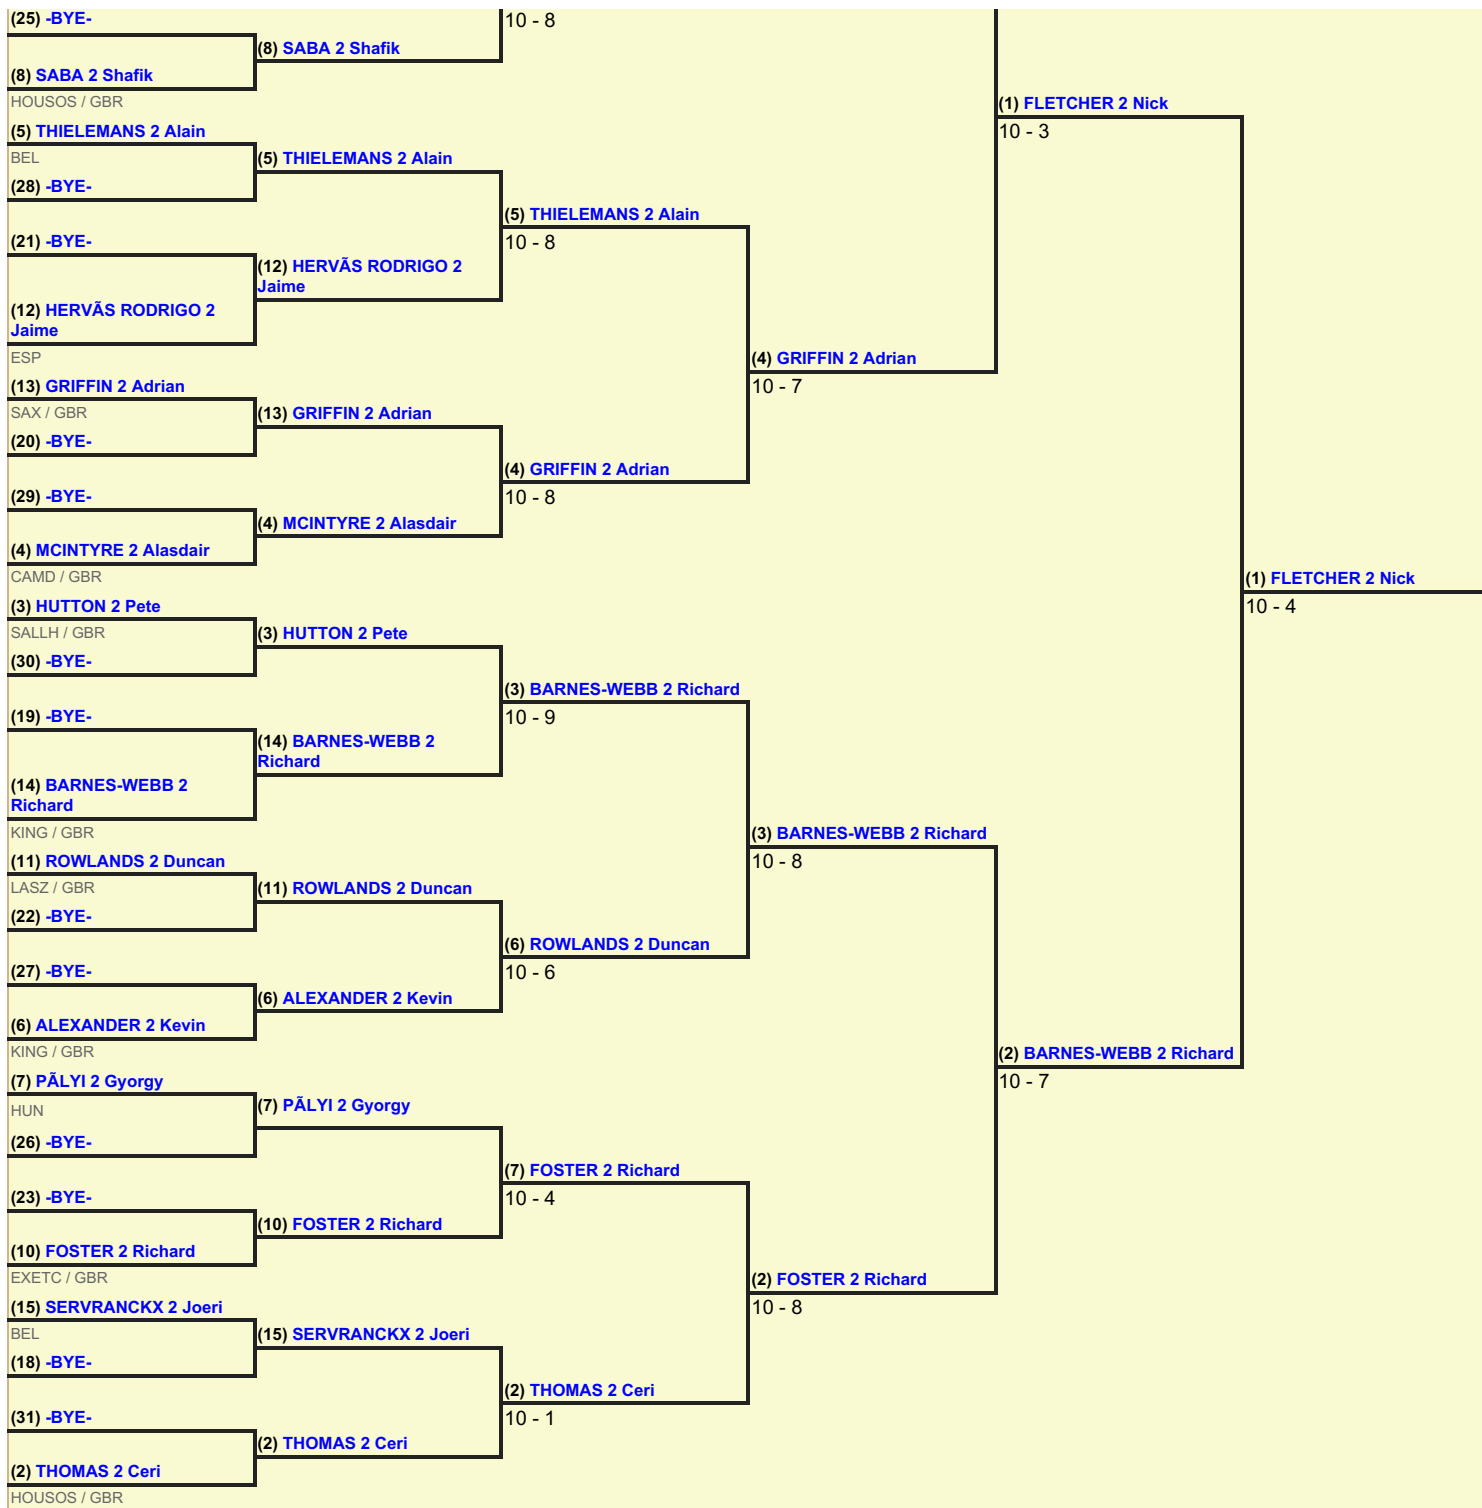 (25) -BYE-
10 - 8
(8) SABA 2 Shafik
(8) SABA 2 Shafik
HOUSOS / GBR
(1) FLETCHER 2 Nick
(5) THIELEMANS 2 Alain
10 - 3
BEL
(5) THIELEMANS 2 Alain
(28) -BYE-
(5) THIELEMANS 2 Alain
(21) -BYE-
10 - 8
(12) HERVÃS RODRIGO 2
Jaime
(12) HERVÃS RODRIGO 2
Jaime
ESP
(4) GRIFFIN 2 Adrian
(13) GRIFFIN 2 Adrian
10 - 7
SAX / GBR
(13) GRIFFIN 2 Adrian
(20) -BYE-
(4) GRIFFIN 2 Adrian
(29) -BYE-
10 - 8
(4) MCINTYRE 2 Alasdair
(4) MCINTYRE 2 Alasdair
CAMD / GBR
(1) FLETCHER 2 Nick
(3) HUTTON 2 Pete
10 - 4
SALLH / GBR
(3) HUTTON 2 Pete
(30) -BYE-
(3) BARNES-WEBB 2 Richard
(19) -BYE-
10 - 9
(14) BARNES-WEBB 2
Richard
(14) BARNES-WEBB 2
Richard
KING / GBR
(3) BARNES-WEBB 2 Richard
(11) ROWLANDS 2 Duncan
10 - 8
LASZ / GBR
(11) ROWLANDS 2 Duncan
(22) -BYE-
(6) ROWLANDS 2 Duncan
(27) -BYE-
10 - 6
(6) ALEXANDER 2 Kevin
(6) ALEXANDER 2 Kevin
KING / GBR
(2) BARNES-WEBB 2 Richard
(7) PÃLYI 2 Gyorgy
10 - 7
HUN
(7) PÃLYI 2 Gyorgy
(26) -BYE-
(7) FOSTER 2 Richard
(23) -BYE-
10 - 4
(10) FOSTER 2 Richard
(10) FOSTER 2 Richard
EXETC / GBR
(2) FOSTER 2 Richard
(15) SERVRANCKX 2 Joeri
10 - 8
BEL
(15) SERVRANCKX 2 Joeri
(18) -BYE-
(2) THOMAS 2 Ceri
(31) -BYE-
10 - 1
(2) THOMAS 2 Ceri
(2) THOMAS 2 Ceri
HOUSOS / GBR